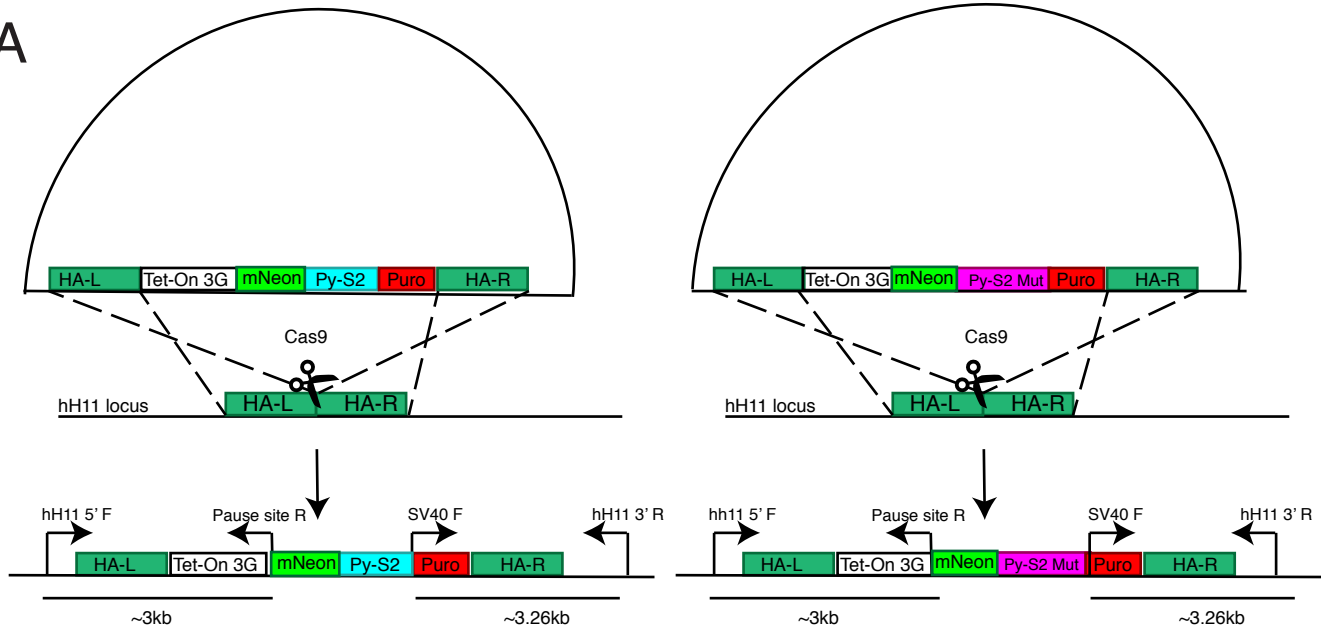 A
HA-L Tet-On 3G mNeon Py-S2 Puro HA-R
HA-L Tet-On 3G mNeon Py-S2 Mut Puro HA-R
Cas9
Cas9
hH11 locus HA-L HA-R
hH11 locus HA-L HA-R
hH11 5' F Pause site R SV40 F hH11 3' R
hh11 5' F Pause site R SV40 F hH11 3' R
HA-L Tet-On 3G mNeon Py-S2 Puro HA-R
HA-L Tet-On 3G mNeon Py-S2 Mut Puro HA-R
~3kb ~3.26kb
~3kb ~3.26kb